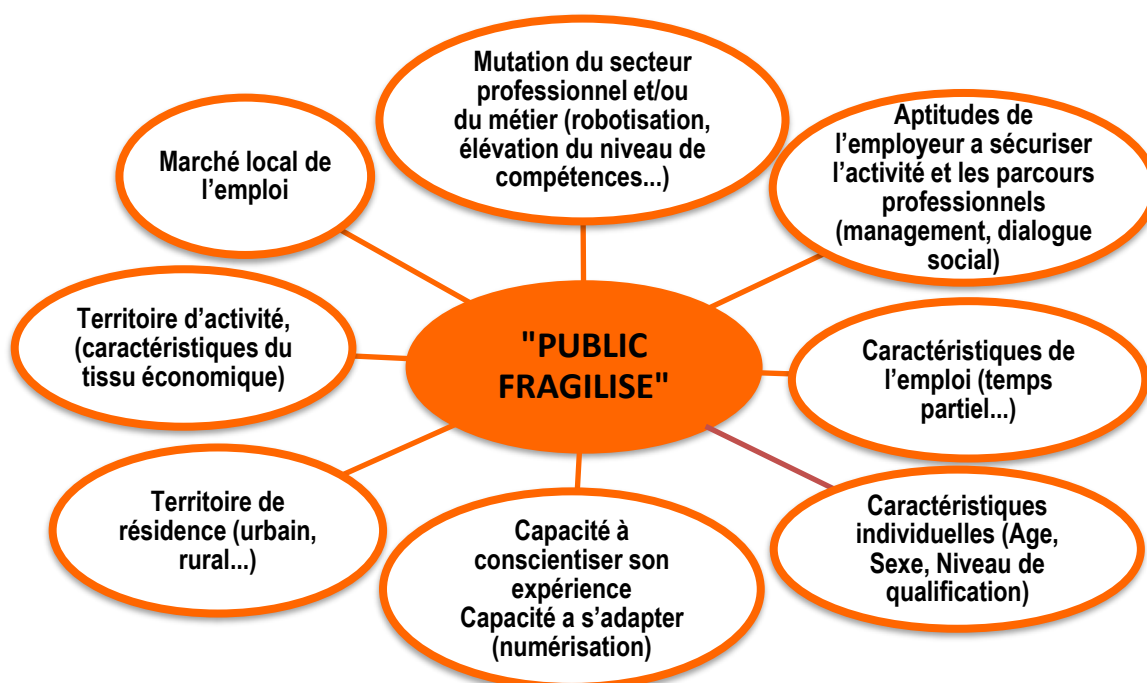 Mutation du secteur
professionnel et/ou
du métier (robotisation,
élévation du niveau de
compétences...)
Aptitudes de
l’employeur a sécuriser
l’activité et les parcours
professionnels
(management, dialogue
social)
Marché local de
l’emploi
Territoire d’activité,
(caractéristiques du
tissu économique)
"PUBLIC
FRAGILISE"
Caractéristiques de
l’emploi (temps
partiel...)
Territoire de
résidence (urbain,
rural...)
Capacité à
conscientiser son
expérience
Capacité a s’adapter
(numérisation)
Caractéristiques
individuelles (Age,
Sexe, Niveau de
qualification)